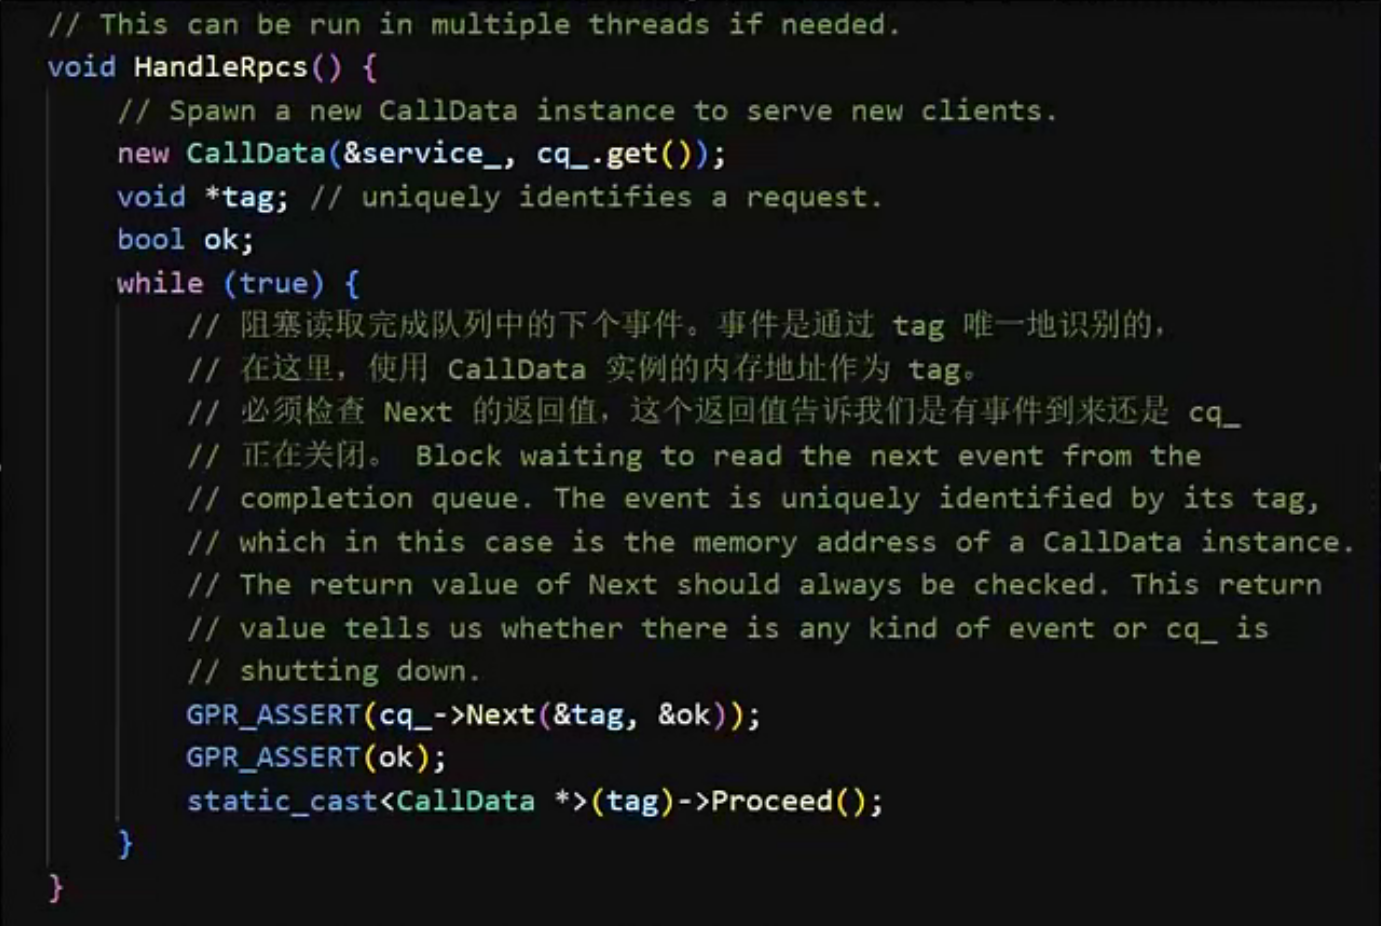 // This can be run in multiple threads if needed.
void HandleRpcs() {
// Spawn a new CallData instance to serve new clients.
new CallData(&service_, cq_.get());
void *tag; // uniquely identifies a request.
bool ok;
while (true) {
// 阻塞读取完成队列中的下个事件。事件是通过 tag 唯一地识别的，
// 在这里，使用 CallData 实例的内存地址作为 tag。
// 必须检查 Next 的返回值，这个返回值告诉我们是有事件到来还是 cq_
// 正在关闭。 Block waiting to read the next event from the
// completion queue. The event is uniquely identified by its tag,
// which in this case is the memory address of a CallData instance.
// The return value of Next should always be checked. This return
// value tells us whether there is any kind of event or cq_ is
// shutting down.
GPR_ASSERT(cq_->Next(&tag, &ok));
GPR_ASSERT(ok);
static_cast<CallData *>(tag)->Proceed();
}
}